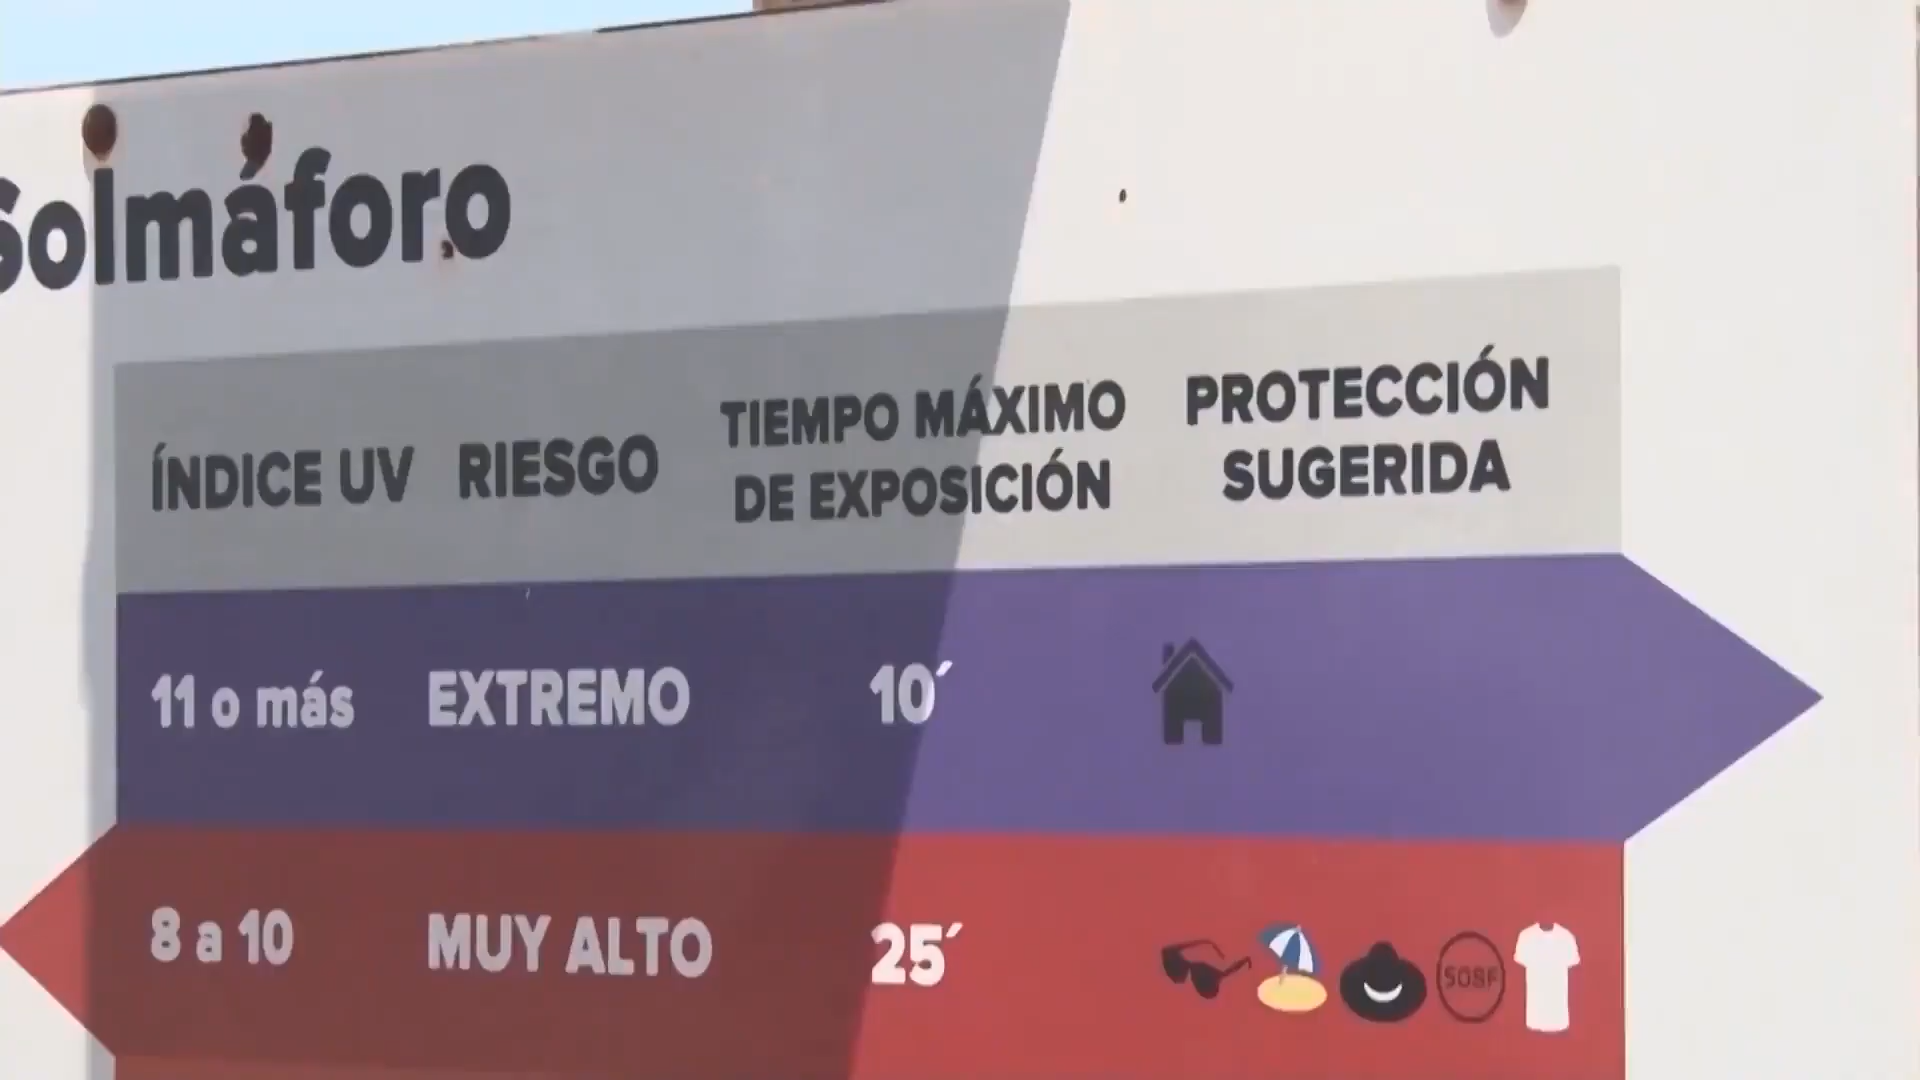 Solmáforo
ÍNDICE UV RIESGO TIEMPO MÁXIMO DE EXPOSICIÓN PROTECCIÓN SUGERIDA
11 o más EXTREMO 10´
8 a 10 MUY ALTO 25´ 50SF